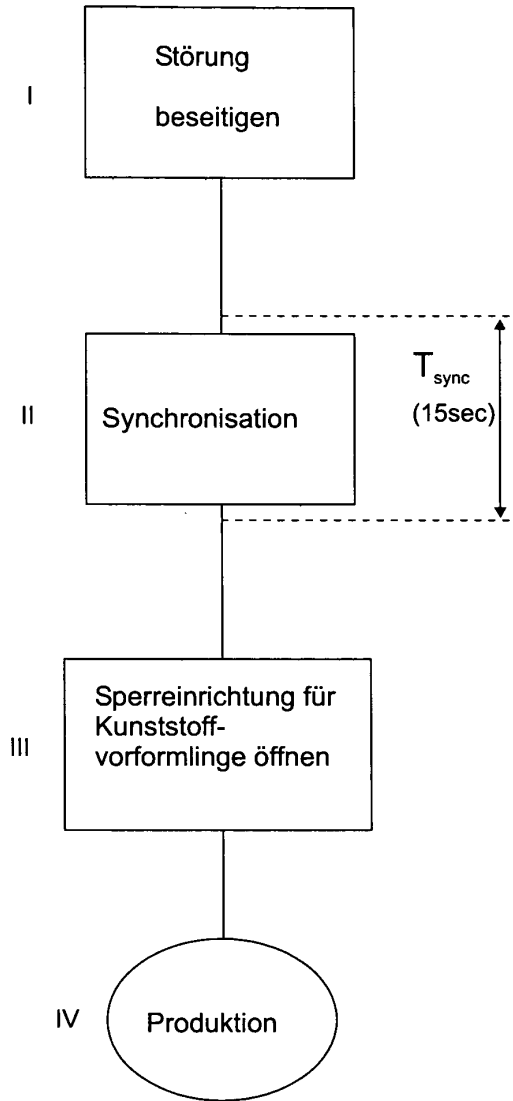 I
Störung
beseitigen
II
Synchronisation
T sync
(15sec)
III
Sperreinrichtung für
Kunststoff-
vorformlinge öffnen
IV
Produktion